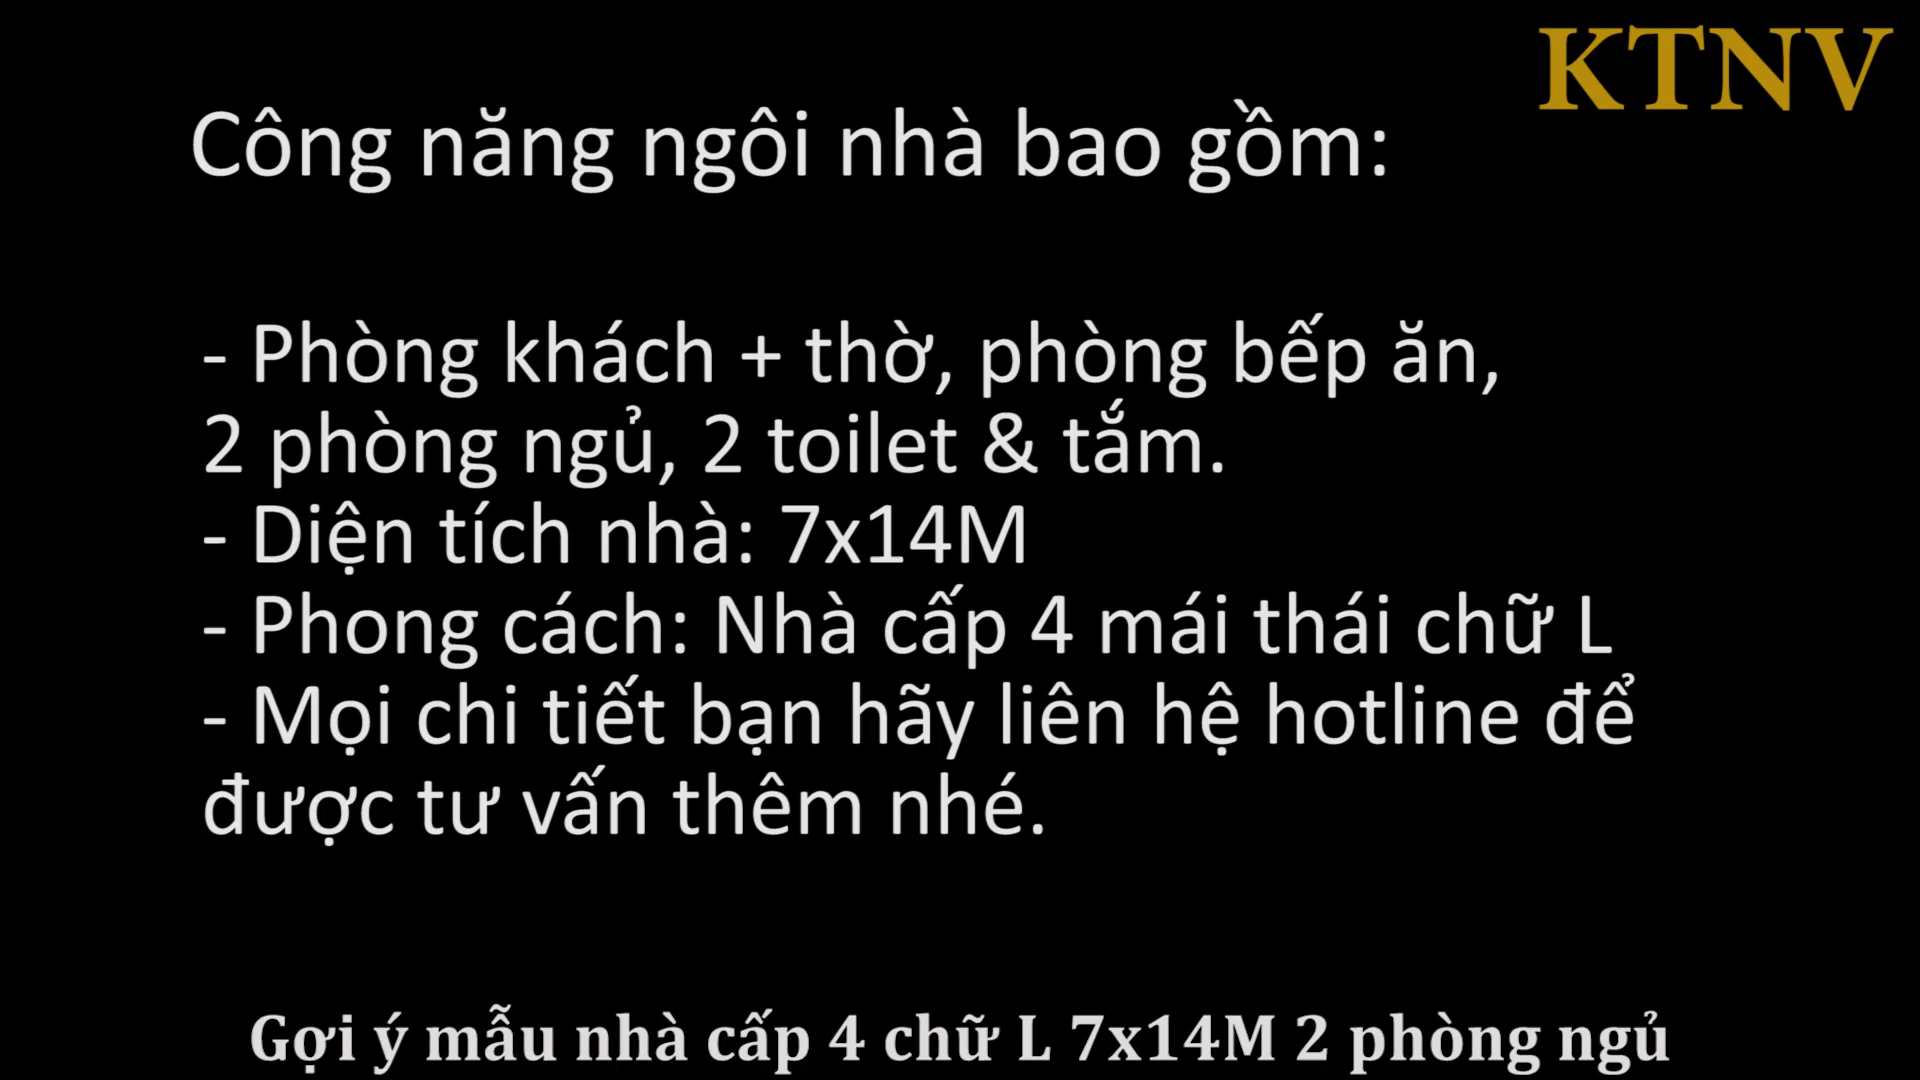 KTNV
Công năng ngôi nhà bao gồm:
- Phòng khách + thờ, phòng bếp ăn,
2 phòng ngủ, 2 toilet & tắm.
- Diện tích nhà: 7x14M
- Phong cách: Nhà cấp 4 mái thái chữ L
- Mọi chi tiết bạn hãy liên hệ hotline để
được tư vấn thêm nhé.
Gợi ý mẫu nhà cấp 4 chữ L 7x14M 2 phòng ngủ